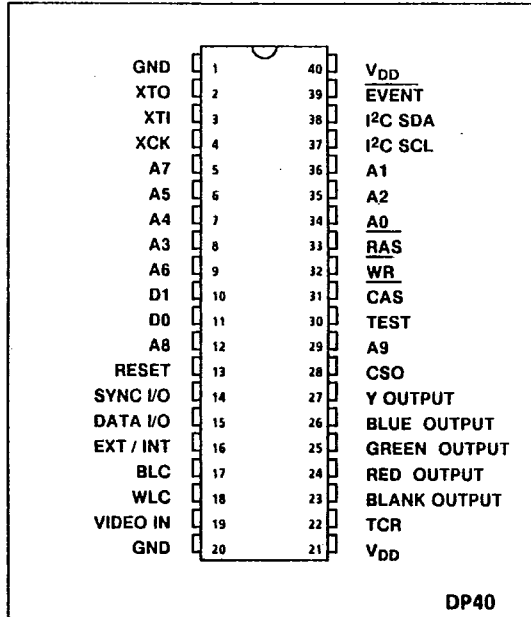 GND 1 40 VDD
XTO 2 39 EVENT
XTI 3 38 I²C SDA
XCK 4 37 I²C SCL
A7 5 36 A1
A5 6 35 A2
A4 7 34 A0
A3 8 33 RAS
A6 9 32 WR
D1 10 31 CAS
D0 11 30 TEST
A8 12 29 A9
RESET 13 28 CSO
SYNC I/O 14 27 Y OUTPUT
DATA I/O 15 26 BLUE OUTPUT
EXT / INT 16 25 GREEN OUTPUT
BLC 17 24 RED OUTPUT
WLC 18 23 BLANK OUTPUT
VIDEO IN 19 22 TCR
GND 20 21 VDD
DP40